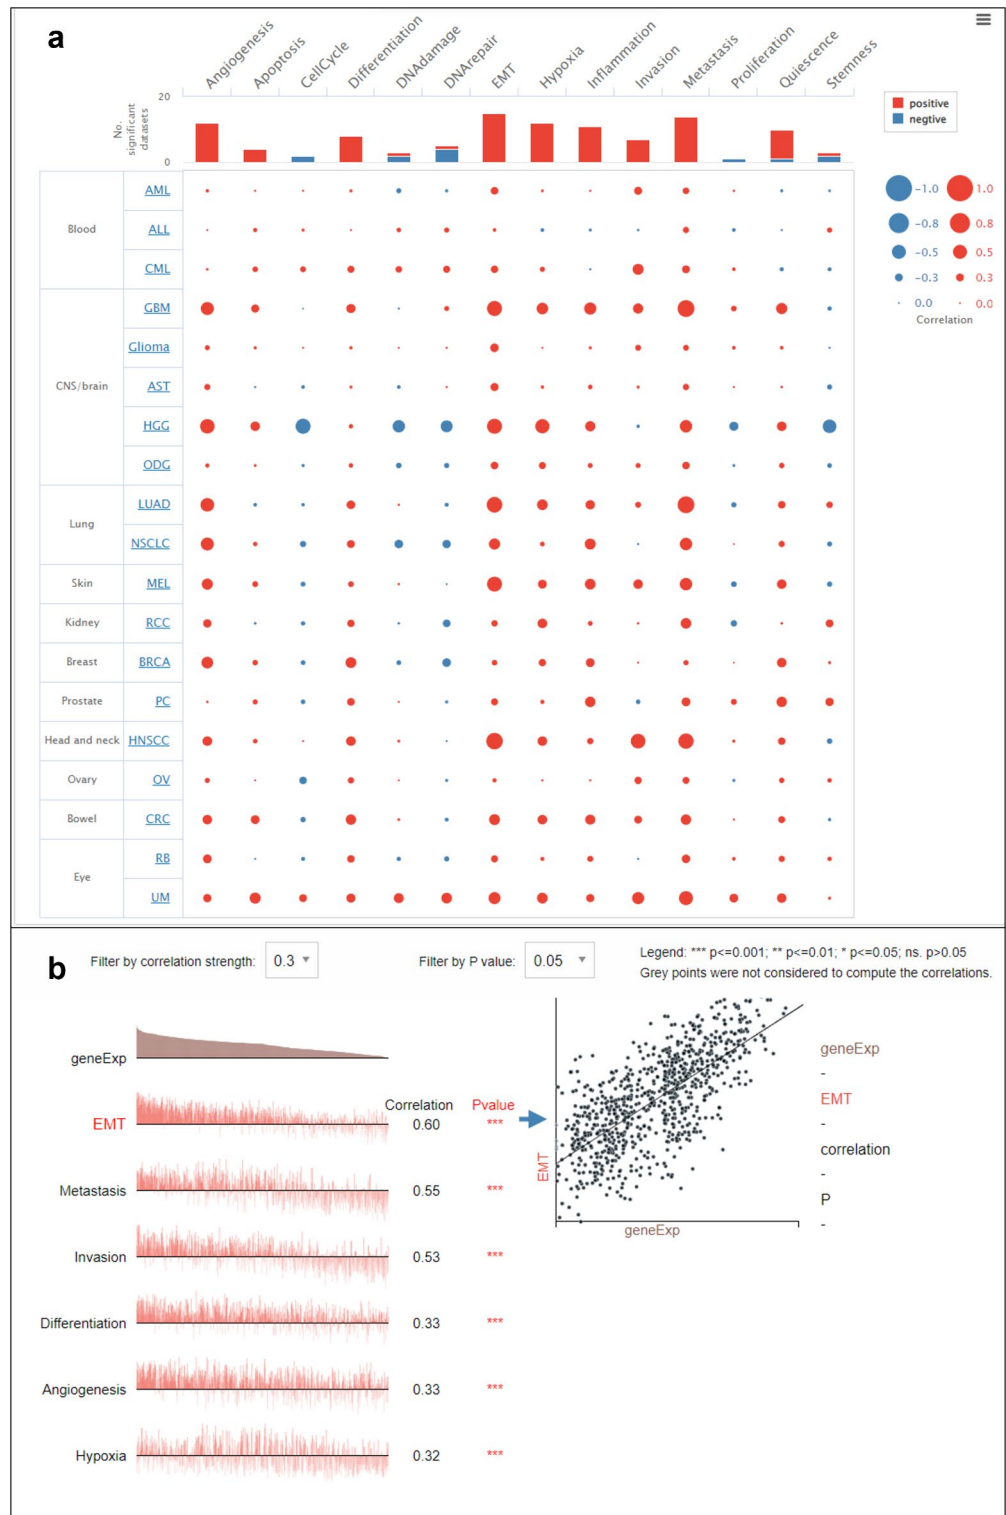 a
Angiogenesis
Apoptosis
CellCycle
Differentiation
DNAdamage
DNArepair
EMT
Hypoxia
Inflammation
Invasion
Metastasis
Proliferation
Quiescence
Stemness
No.
significant
datasets
20
0
positive
negtive
-1.0 1.0
-0.8 0.8
-0.5 0.5
-0.3 0.3
0.0 0.0
Correlation
Blood
AML
ALL
CML
CNS/brain
GBM
Glioma
AST
HGG
ODG
Lung
LUAD
NSCLC
Skin MEL
Kidney RCC
Breast BRCA
Prostate PC
Head and neck HNSCC
Ovary OV
Bowel CRC
Eye
RB
UM
b
Filter by correlation strength: 0.3
Filter by P value: 0.05
Legend: *** p<=0.001; ** p<=0.01; * p<=0.05; ns. p>0.05
Grey points were not considered to compute the correlations.
geneExp
Correlation Pvalue
EMT 0.60 ***
Metastasis 0.55 ***
Invasion 0.53 ***
Differentiation 0.33 ***
Angiogenesis 0.33 ***
Hypoxia 0.32 ***
EMT
geneExp
geneExp
-
EMT
-
correlation
-
P
-